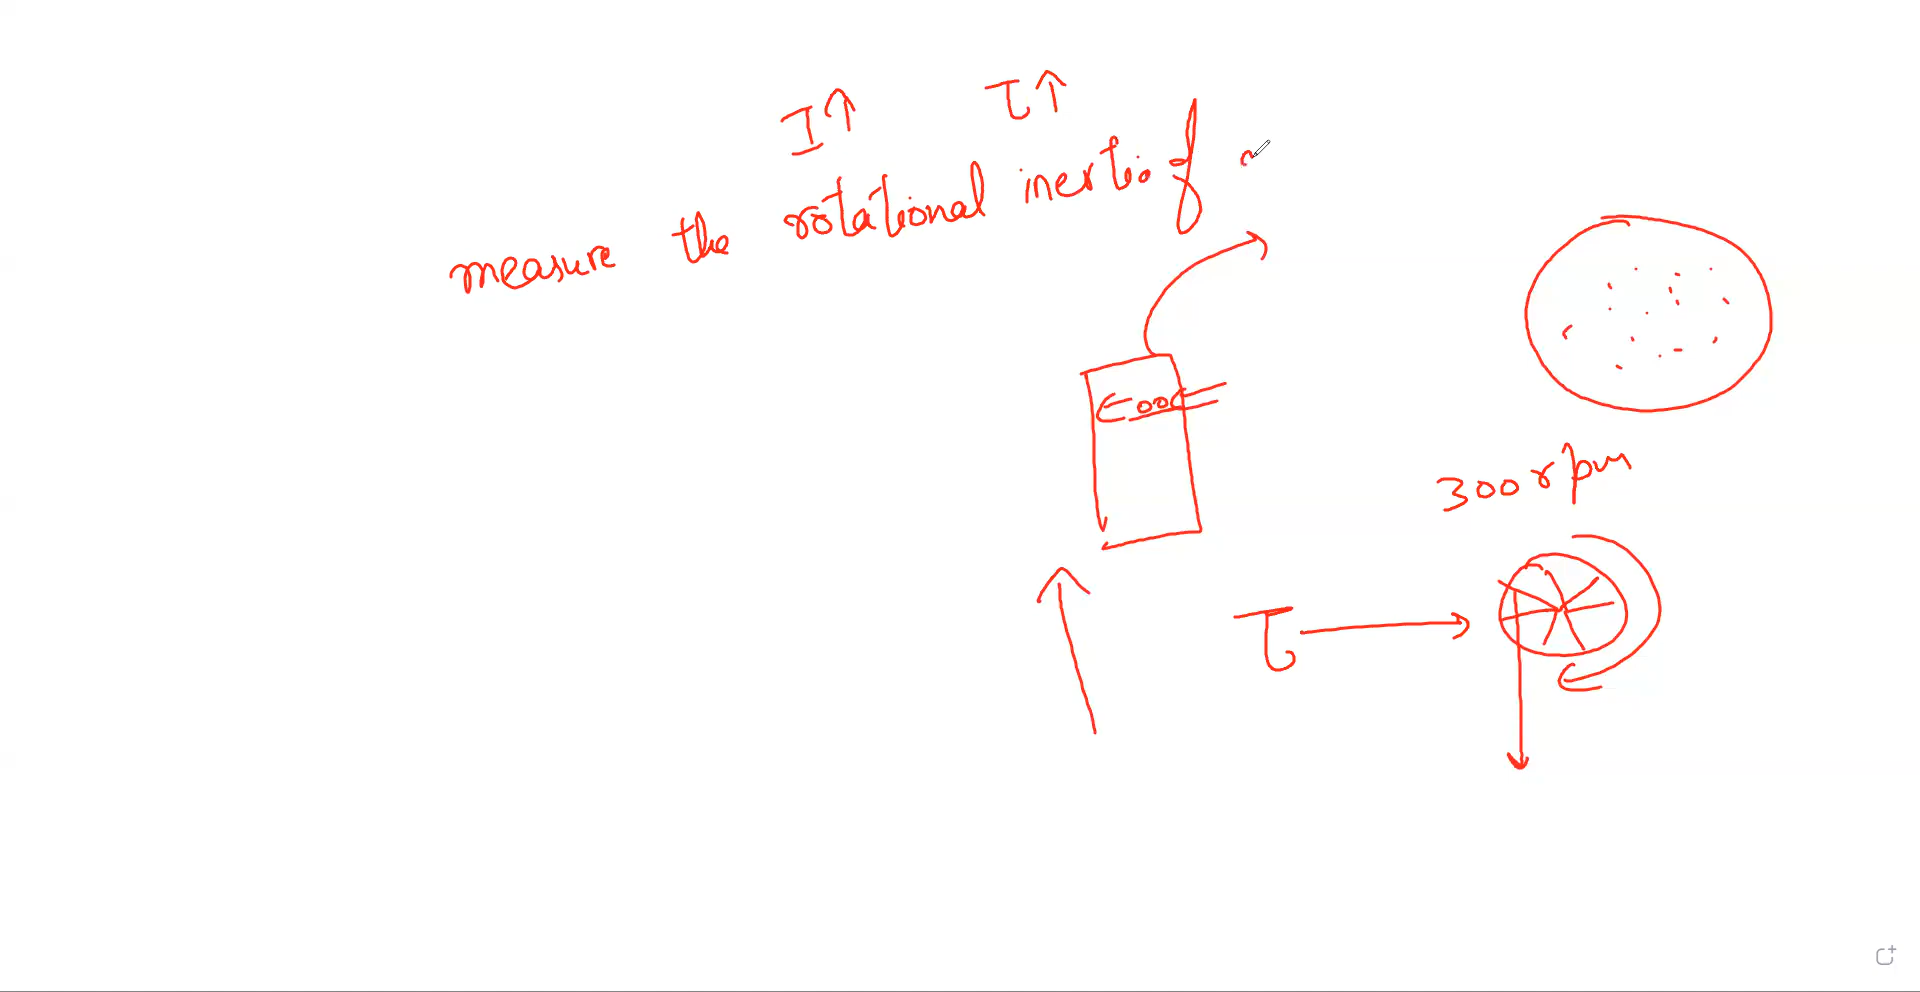 I↑ τ↑
measure the rotational inertia of a
300 rpm
τ